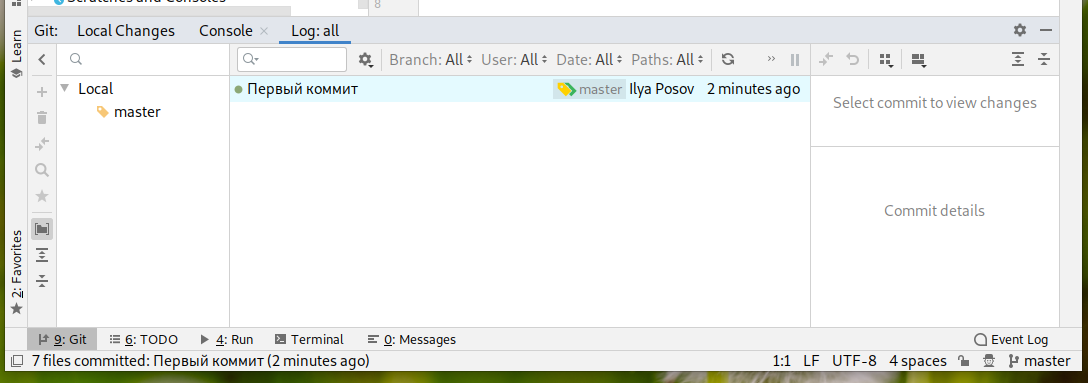 Scratches and Consoles
8
Git: Local Changes Console Log: all
Learn
Branch: All User: All Date: All Paths: All
Local
master
Первый коммит master Ilya Posov 2 minutes ago
Select commit to view changes
Commit details
2: Favorites
9: Git 6: TODO 4: Run Terminal 0: Messages Event Log
7 files committed: Первый коммит (2 minutes ago) 1:1 LF UTF-8 4 spaces master